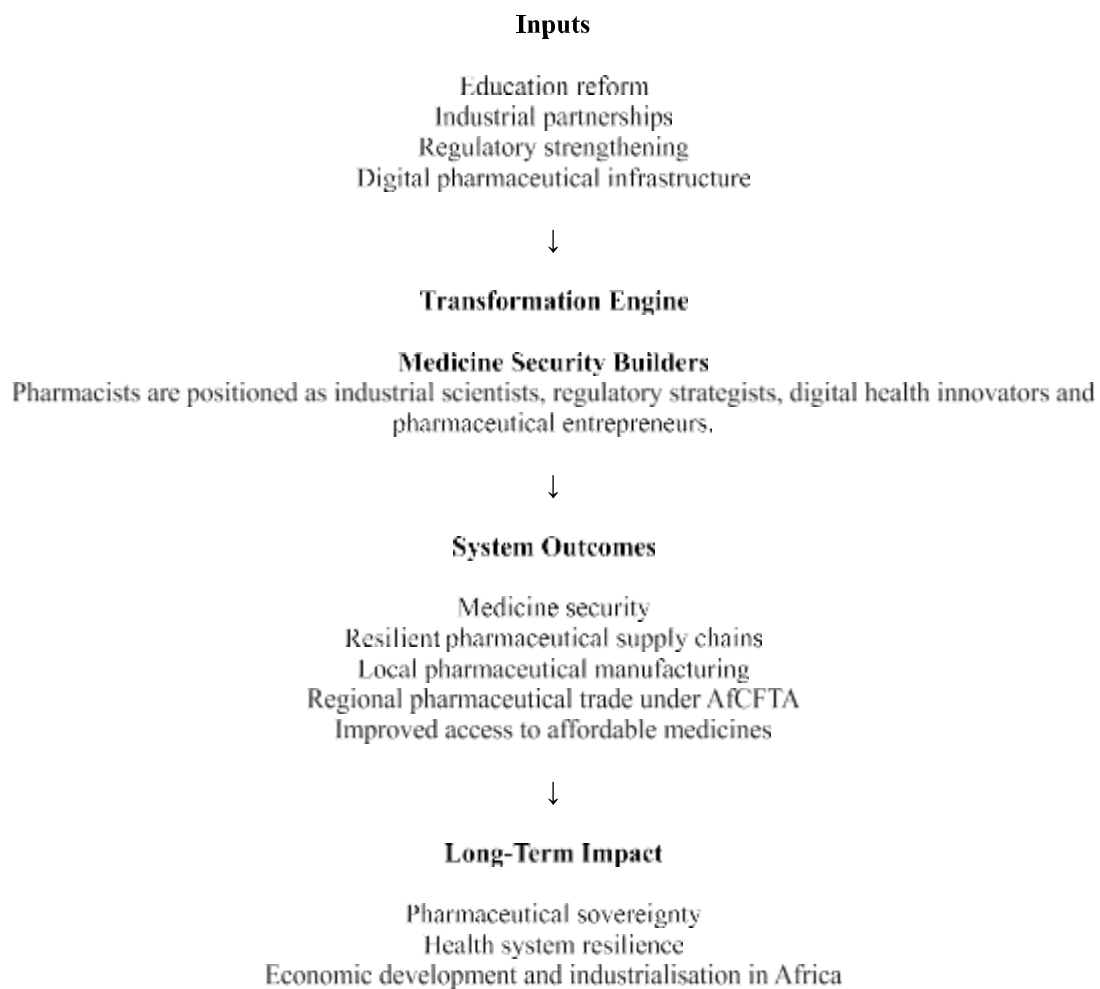 Inputs
Education reform
Industrial partnerships
Regulatory strengthening
Digital pharmaceutical infrastructure
↓
Transformation Engine
Medicine Security Builders
Pharmacists are positioned as industrial scientists, regulatory strategists, digital health innovators and
pharmaceutical entrepreneurs.
↓
System Outcomes
Medicine security
Resilient pharmaceutical supply chains
Local pharmaceutical manufacturing
Regional pharmaceutical trade under AfCFTA
Improved access to affordable medicines
↓
Long-Term Impact
Pharmaceutical sovereignty
Health system resilience
Economic development and industrialisation in Africa